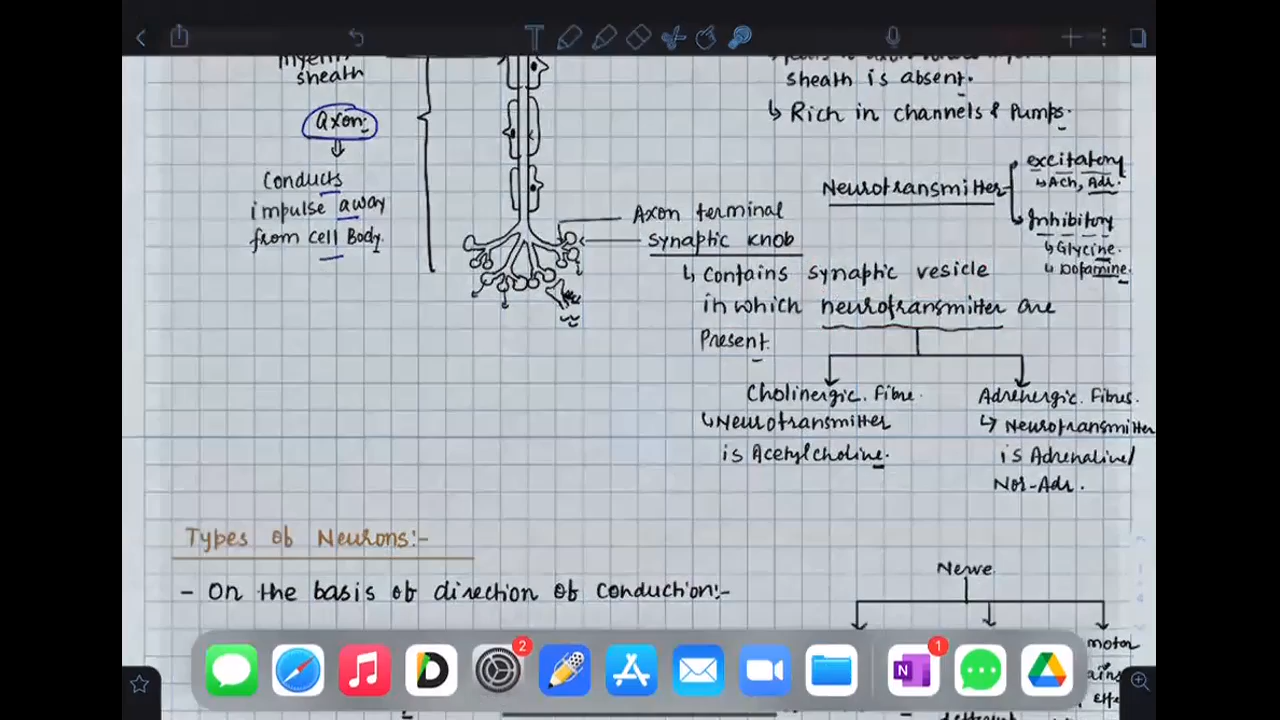 myelin
sheath
axon:
⇓
Conducts
impulse away
from cell Body.
sheath is absent.
↳ Rich in channels & Pumps.
Neurotransmitter
excitatory
↳ Ach, Adr.
Inhibitory
↳ Glycine.
↳ Dopamine.
Axon terminal
synaptic knob
↳ Contains synaptic vesicle
in which neurotransmitter are
Present.
Cholinergic. Fibre.
↳ Neurotransmitter
is Acetylcholine.
Adrenergic. Fibres.
↳ Neurotransmitter
is Adrenaline/
Nor-Adr.
Types of Neurons:-
- On the basis of direction of conduction:-
Nerve
motor
2
1